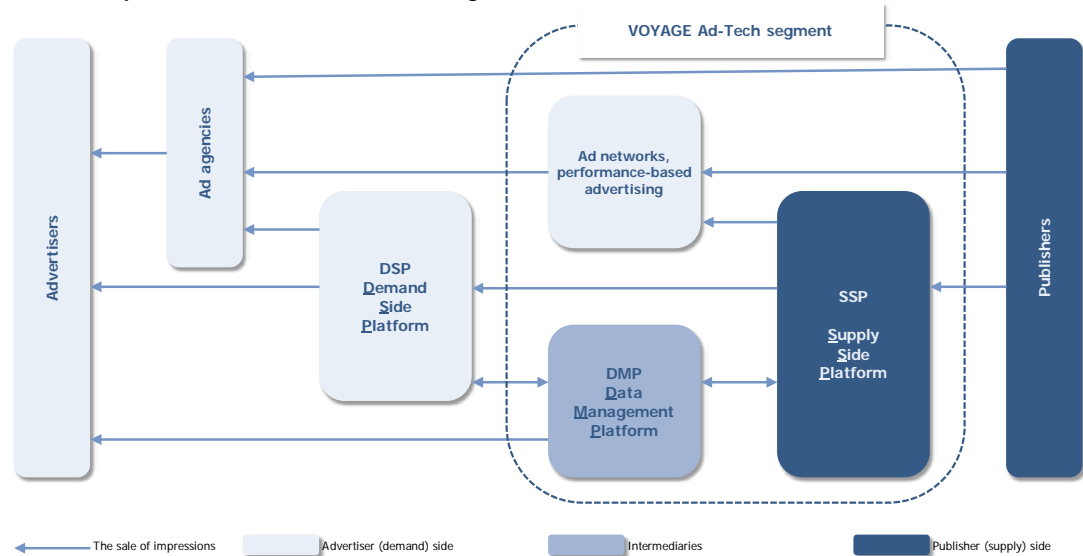 VOYAGE Ad-Tech segment
Advertisers
Ad agencies
Ad networks,
performance-based
advertising
DSP
Demand
Side
Platform
DMP
Data
Management
Platform
SSP
Supply
Side
Platform
Publishers
The sale of impressions
Advertiser (demand) side
Intermediaries
Publisher (supply) side